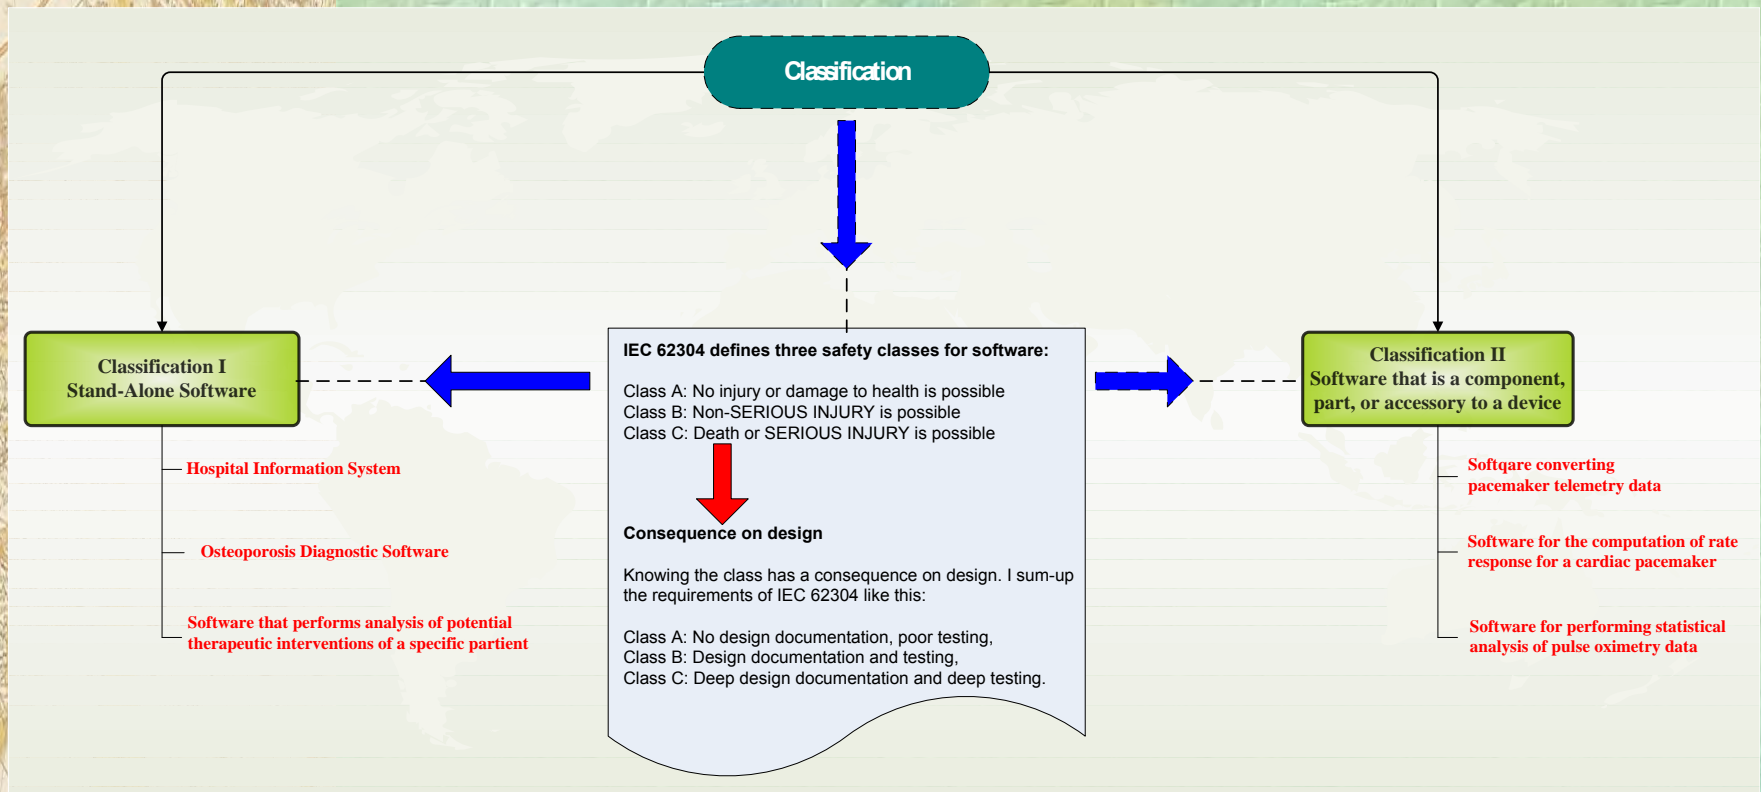 Classification
Classification I
Stand-Alone Software
Hospital Information System
Osteoporosis Diagnostic Software
Software that performs analysis of potential
therapeutic interventions of a specific partient
IEC 62304 defines three safety classes for software:
Class A: No injury or damage to health is possible
Class B: Non-SERIOUS INJURY is possible
Class C: Death or SERIOUS INJURY is possible
Consequence on design
Knowing the class has a consequence on design. I sum-up
the requirements of IEC 62304 like this:
Class A: No design documentation, poor testing,
Class B: Design documentation and testing,
Class C: Deep design documentation and deep testing.
Classification II
Software that is a component,
part, or accessory to a device
Softqare converting
pacemaker telemetry data
Software for the computation of rate
response for a cardiac pacemaker
Software for performing statistical
analysis of pulse oximetry data